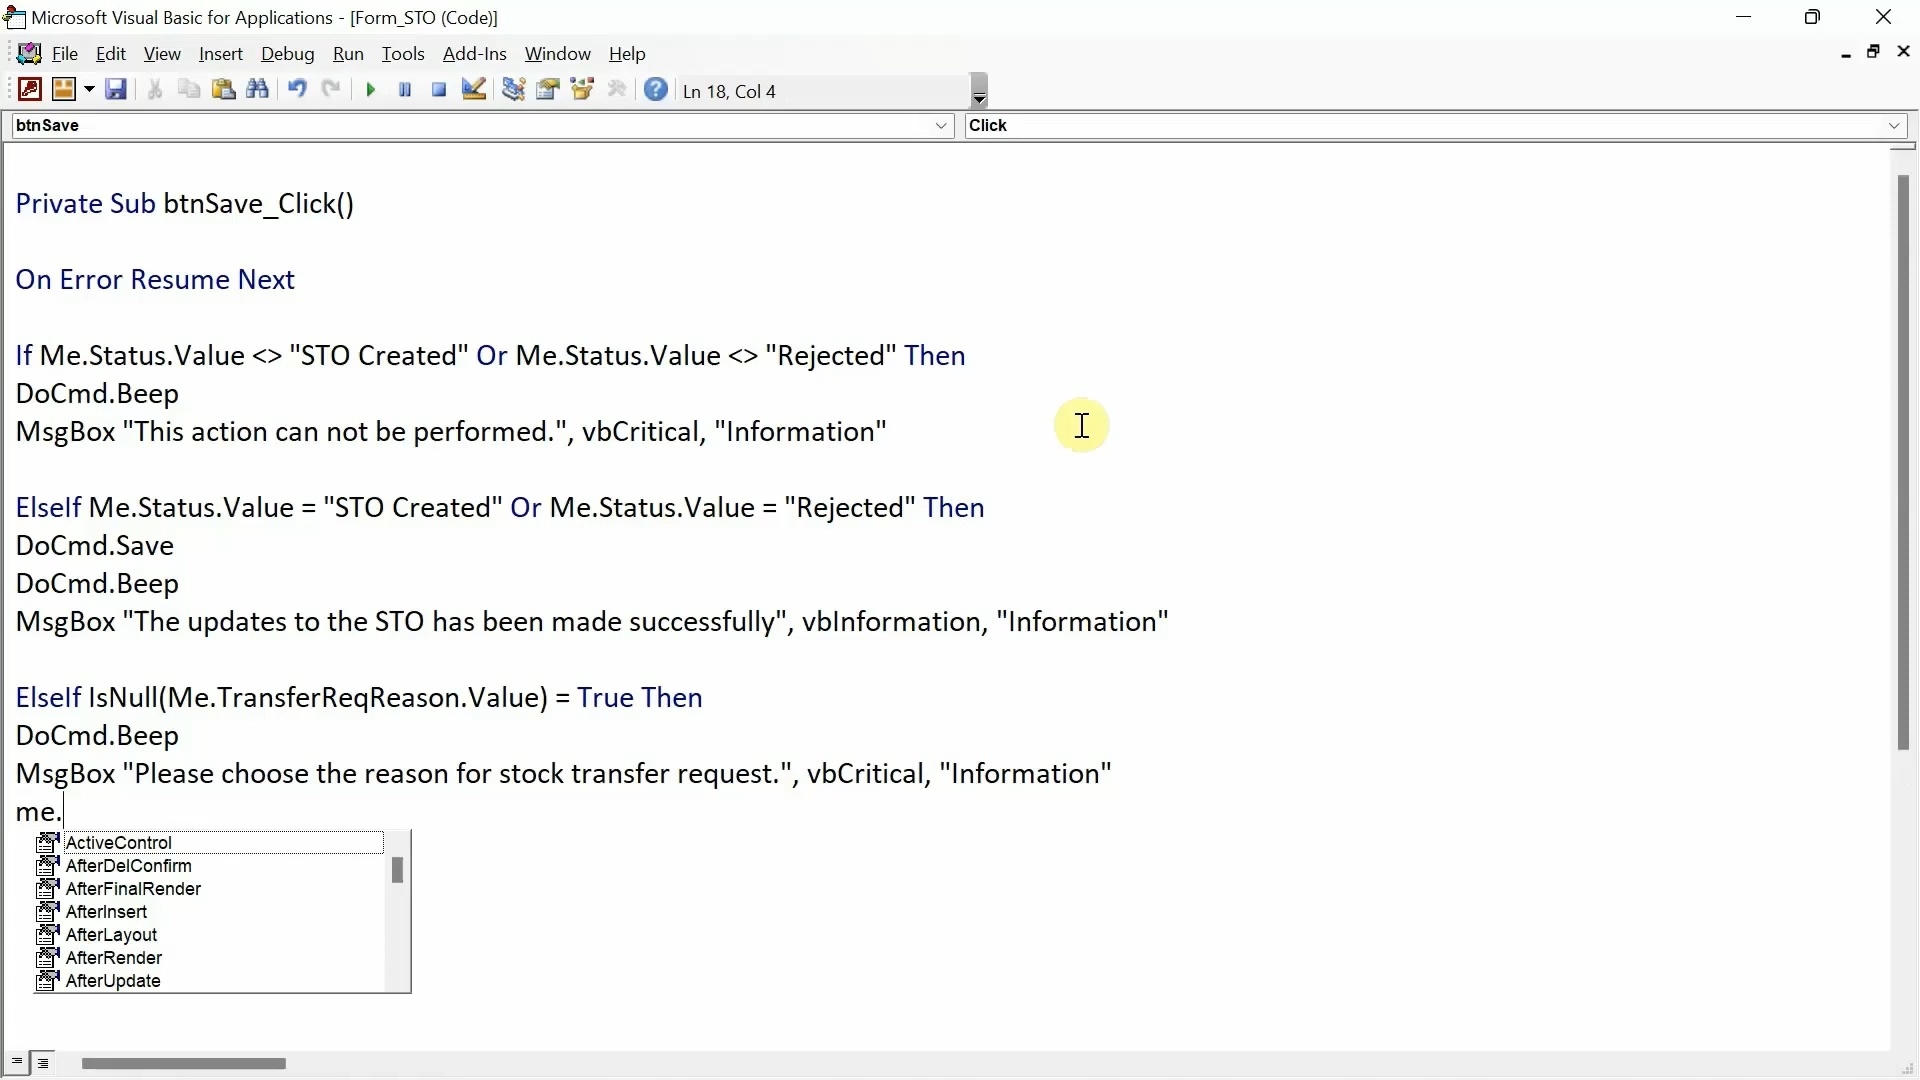 Microsoft Visual Basic for Applications - [Form_STO (Code)]
File Edit View Insert Debug Run Tools Add-Ins Window Help
Ln 18, Col 4
btnSave Click
Private Sub btnSave_Click()
On Error Resume Next
If Me.Status.Value <> "STO Created" Or Me.Status.Value <> "Rejected" Then
DoCmd.Beep
MsgBox "This action can not be performed.", vbCritical, "Information"
ElseIf Me.Status.Value = "STO Created" Or Me.Status.Value = "Rejected" Then
DoCmd.Save
DoCmd.Beep
MsgBox "The updates to the STO has been made successfully", vbInformation, "Information"
ElseIf IsNull(Me.TransferReqReason.Value) = True Then
DoCmd.Beep
MsgBox "Please choose the reason for stock transfer request.", vbCritical, "Information"
me.
ActiveControl
AfterDelConfirm
AfterFinalRender
AfterInsert
AfterLayout
AfterRender
AfterUpdate